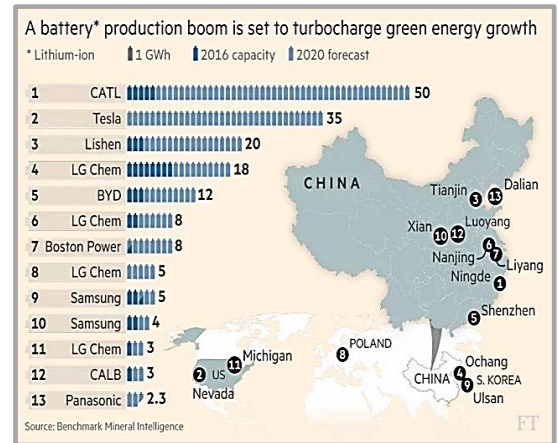 A battery* production boom is set to turbocharge green energy growth
* Lithium-ion 1 GWh 2016 capacity 2020 forecast
1 CATL 50
2 Tesla 35
3 Lishen 20
4 LG Chem 18
5 BYD 12
6 LG Chem 8
7 Boston Power 8
8 LG Chem 5
9 Samsung 5
10 Samsung 4
11 LG Chem 3
12 CALB 3
13 Panasonic 2.3
CHINA
Tianjin 3 13 Dalian
Xian 10 12 Luoyang
Nanjing 6 7 Liyang
Ningde 1
5 Shenzhen
8 POLAND
2 US 11 Michigan
Nevada
CHINA
4 Ochang
S. KOREA
9 Ulsan
Source: Benchmark Mineral Intelligence
FT